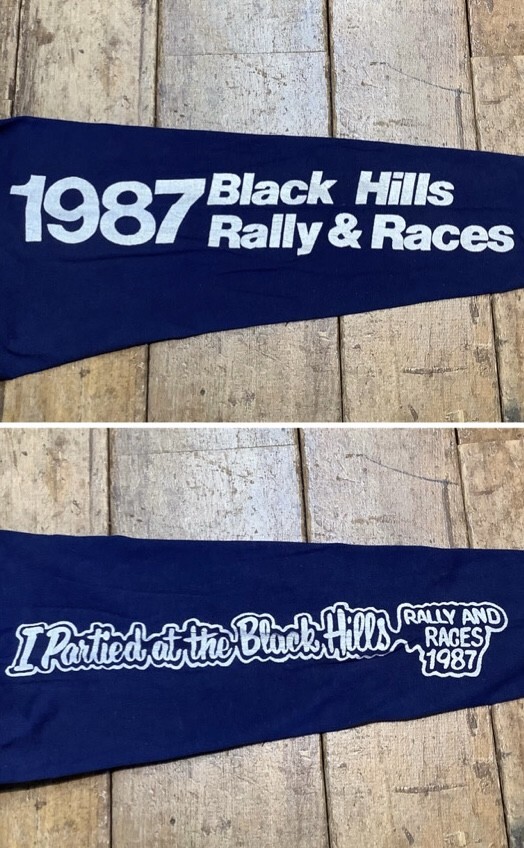 1987 Black Hills
Rally & Races
I Partied at the Black Hills
RALLY AND
RACES
1987